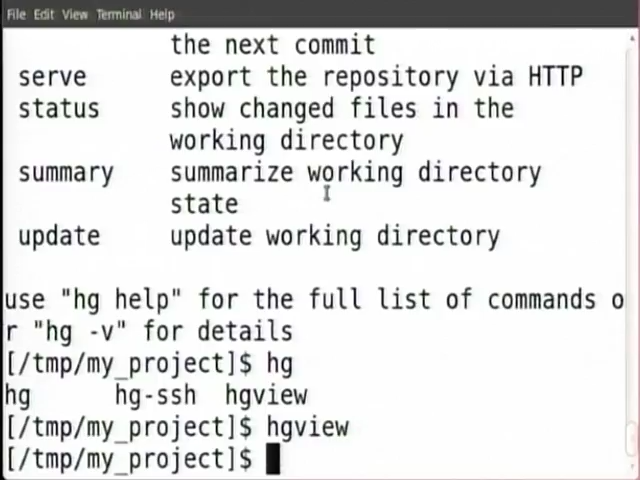 File Edit View Terminal Help
the next commit
serve export the repository via HTTP
status show changed files in the
working directory
summary summarize working directory
state
update update working directory
use "hg help" for the full list of commands o
r "hg -v" for details
[/tmp/my_project]$ hg
hg hg-ssh hgview
[/tmp/my_project]$ hgview
[/tmp/my_project]$